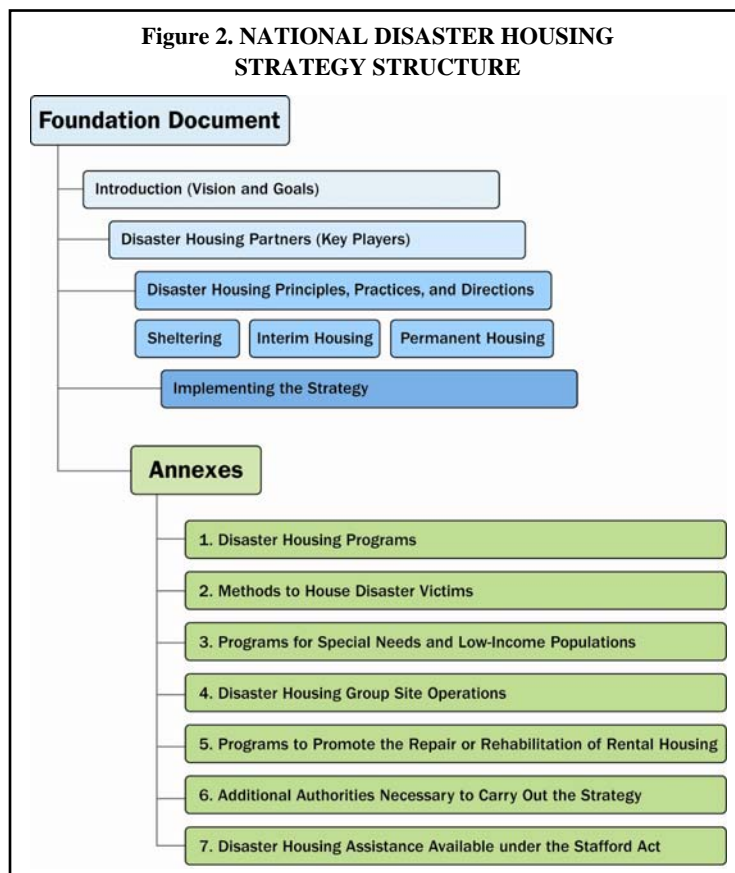 Figure 2. NATIONAL DISASTER HOUSING
STRATEGY STRUCTURE
Foundation Document
Introduction (Vision and Goals)
Disaster Housing Partners (Key Players)
Disaster Housing Principles, Practices, and Directions
Sheltering
Interim Housing
Permanent Housing
Implementing the Strategy
Annexes
1. Disaster Housing Programs
2. Methods to House Disaster Victims
3. Programs for Special Needs and Low-Income Populations
4. Disaster Housing Group Site Operations
5. Programs to Promote the Repair or Rehabilitation of Rental Housing
6. Additional Authorities Necessary to Carry Out the Strategy
7. Disaster Housing Assistance Available under the Stafford Act